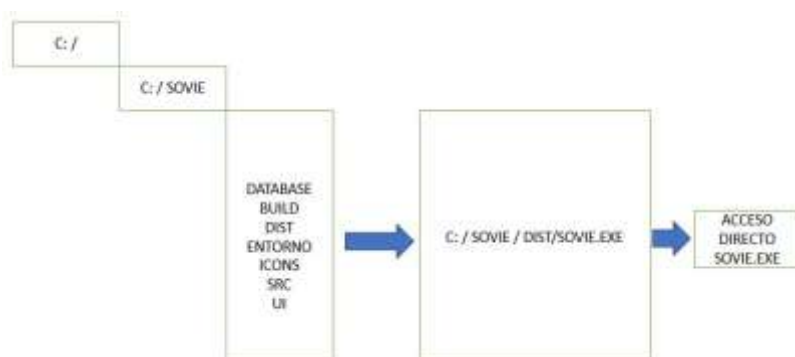 C: /
C: / SOVIE
DATABASE
BUILD
DIST
ENTORNO
ICONS
SRC
UI
C: / SOVIE / DIST/SOVIE.EXE
ACCESO
DIRECTO
SOVIE.EXE